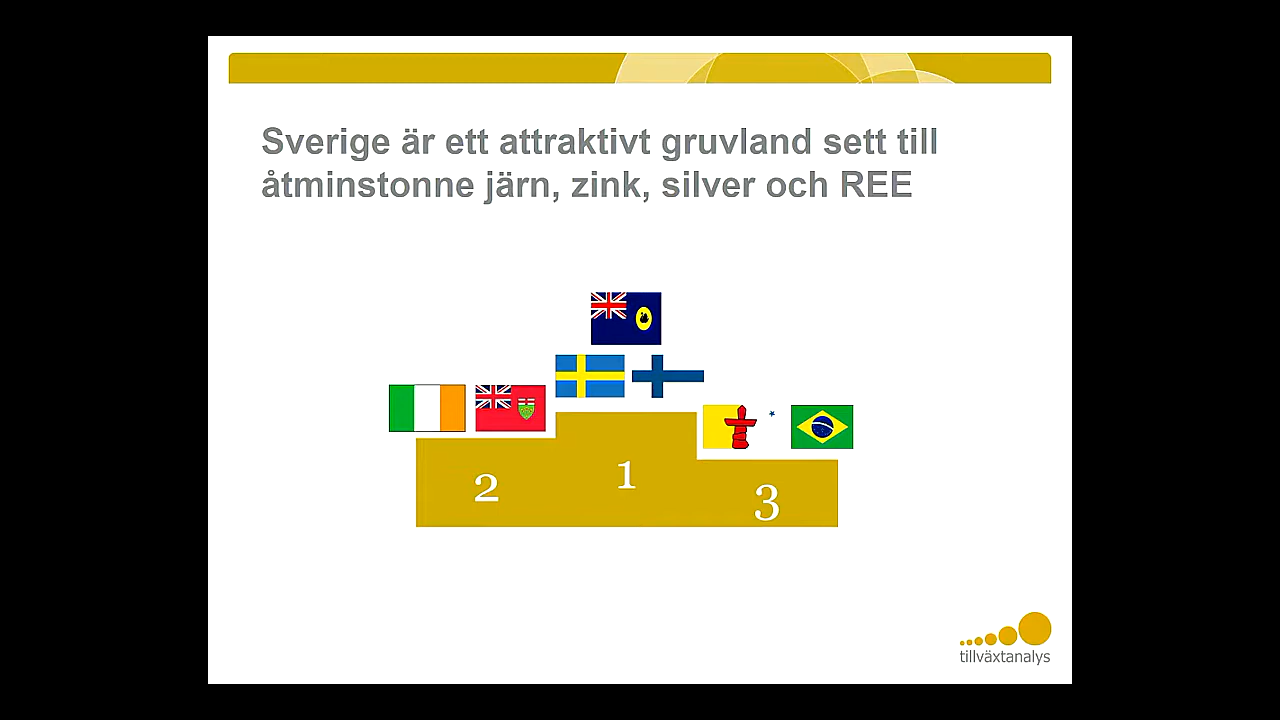 Sverige är ett attraktivt gruvland sett till
åtminstonne järn, zink, silver och REE
1
2
3
tillväxtanalys